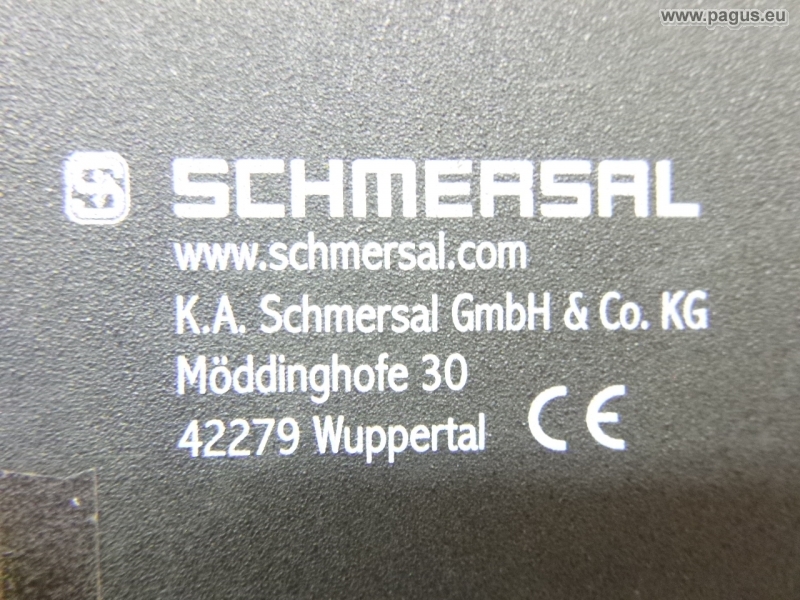 www.pagus.eu
SCHMERSAL
www.schmersal.com
K.A. Schmersal GmbH & Co. KG
Möddinghofe 30
42279 Wuppertal CE